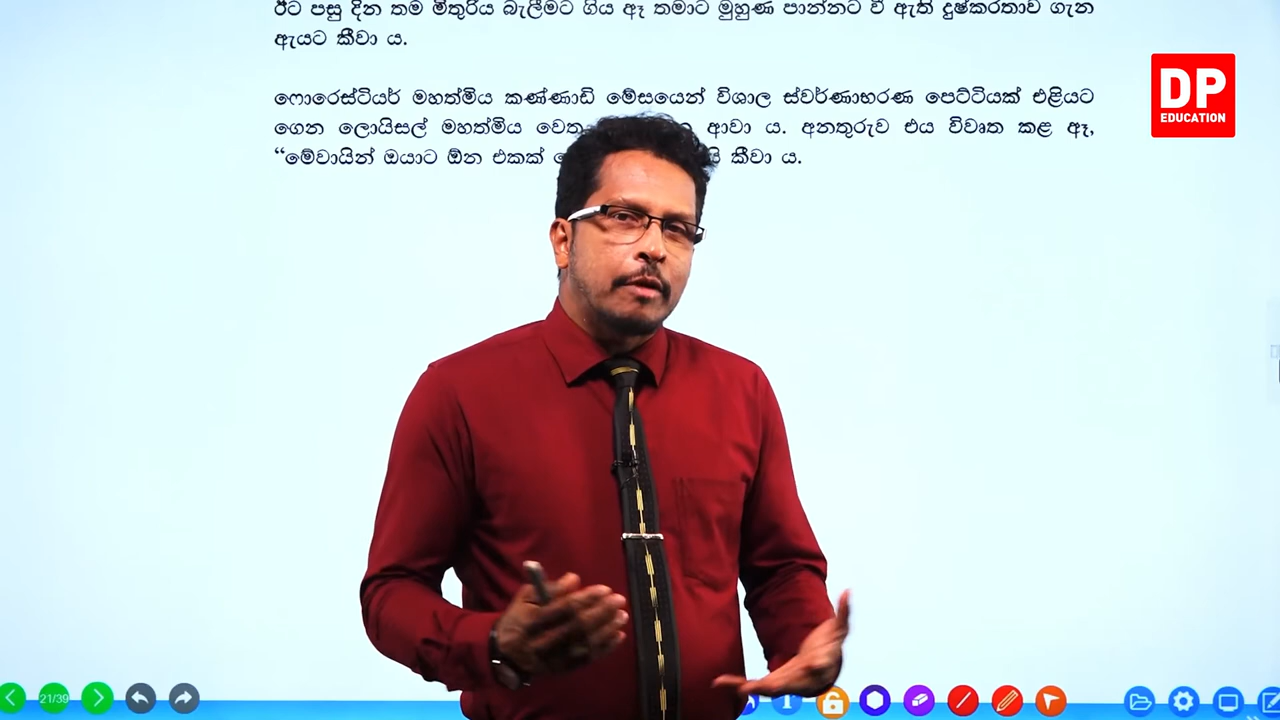 ඊට පසු දින තම මිතුරිය බැලීමට ගිය ඈ තමාට මුහුණ පාන්නට වී ඇති දුෂ්කරතාව ගැන
ඇයට කීවා ය.
ෆොරෙස්ටියර් මහත්මිය කණ්ණාඩි මේසයෙන් විශාල ස්වර්ණාභරණ පෙට්ටියක් එළියට
ගෙන ලොයිසල් මහත්මිය වෙත ආවා ය. අනතුරුව එය විවෘත කළ ඈ,
“මේවායින් ඔයාට ඕන එකක් කීවා ය.
DP
EDUCATION
21/39